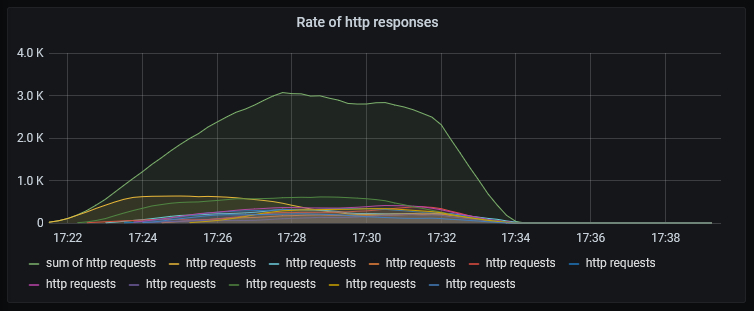 Rate of http responses
4.0 K
3.0 K
2.0 K
1.0 K
0
17:22 17:24 17:26 17:28 17:30 17:32 17:34 17:36 17:38
sum of http requests http requests http requests http requests http requests http requests
http requests http requests http requests http requests http requests